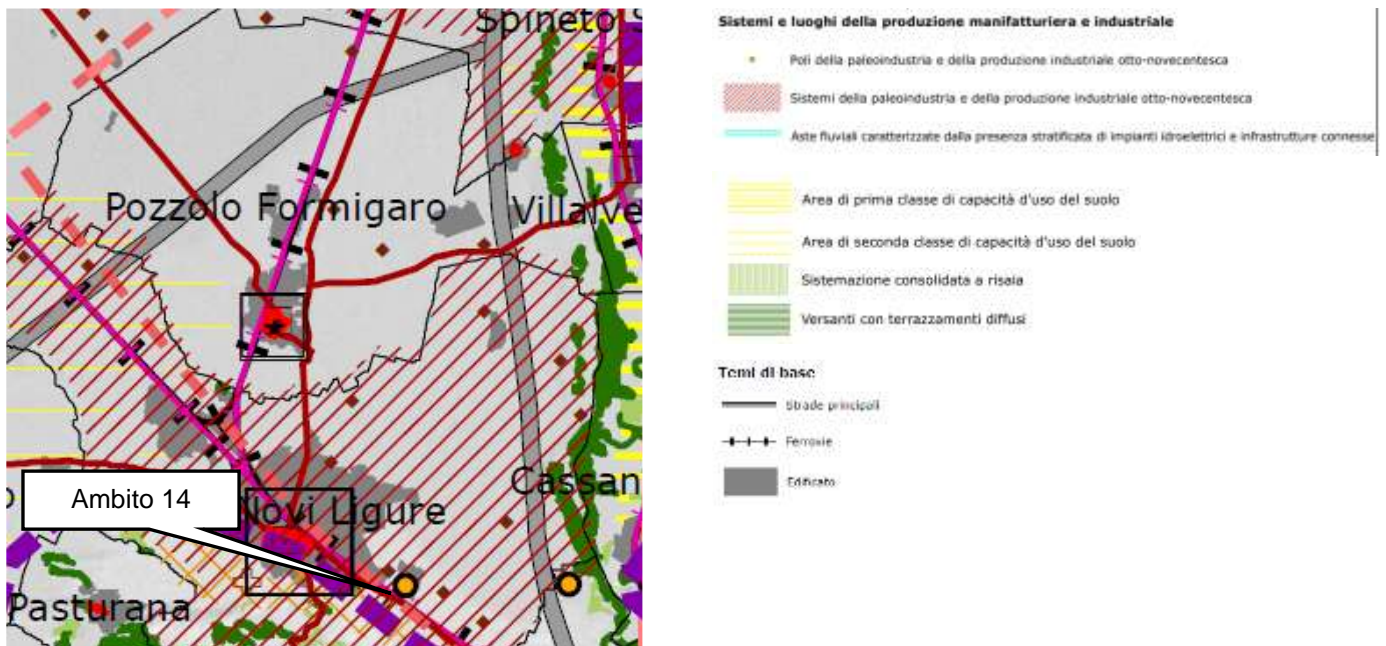 Spineto S
Pozzolo Formigaro
Villalve
Cassan
Ambito 14
Novi Ligure
Pasturana
Sistemi e luoghi della produzione manifatturiera e industriale
Poli della paleoindustria e della produzione industriale otto-novecentesca
Sistemi della paleoindustria e della produzione industriale otto-novecentesca
Aste fluviali caratterizzate dalla presenza stratificata di impianti idroelettrici e infrastrutture connesse
Area di prima classe di capacità d'uso del suolo
Area di seconda classe di capacità d'uso del suolo
Sistemazione consolidata a risaia
Versanti con terrazzamenti diffusi
Temi di base
Strade principali
Ferrovie
Edificato